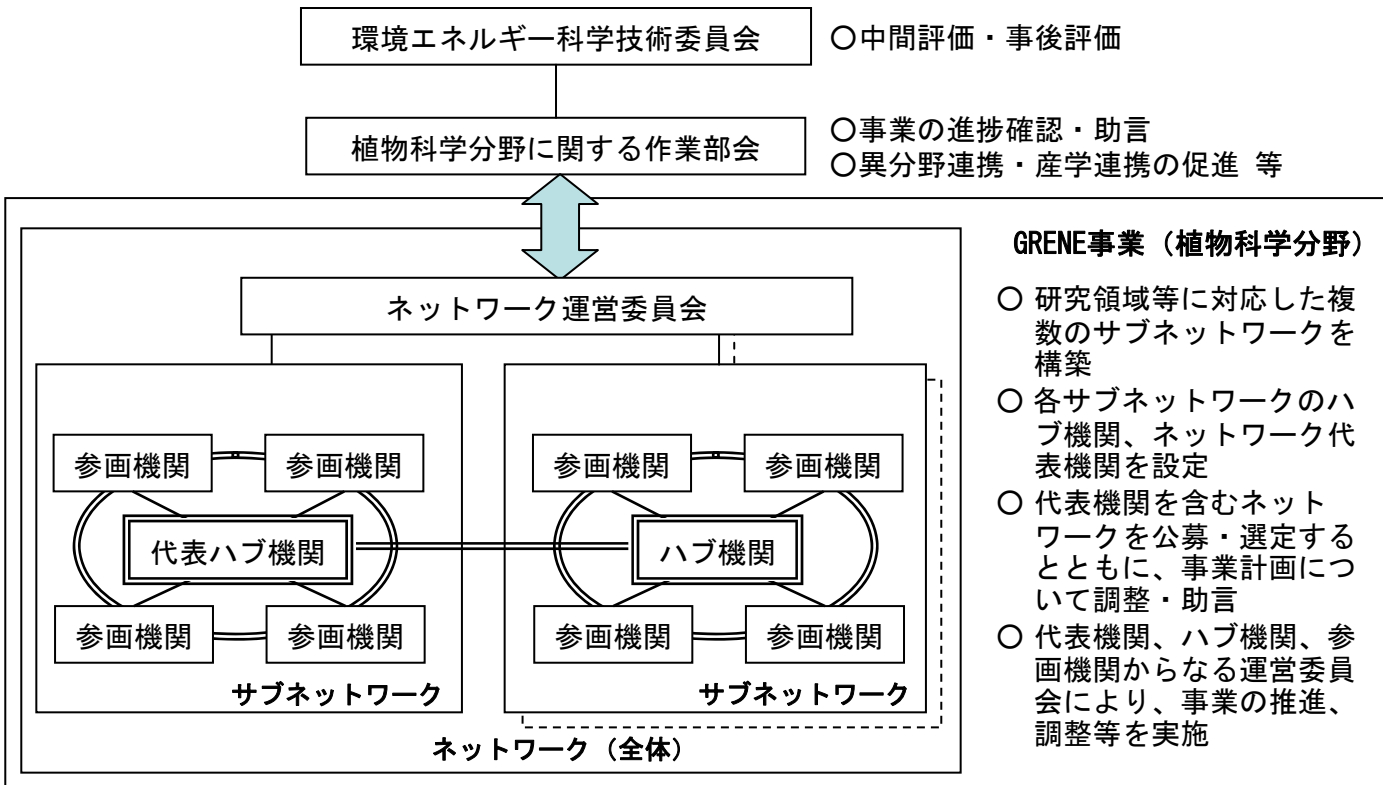 環境エネルギー科学技術委員会
〇中間評価・事後評価
植物科学分野に関する作業部会
〇事業の進捗確認・助言
〇異分野連携・産学連携の促進 等
GRENE事業（植物科学分野）
〇 研究領域等に対応した複
数のサブネットワークを
構築
〇 各サブネットワークのハ
ブ機関、ネットワーク代
表機関を設定
〇 代表機関を含むネット
ワークを公募・選定する
とともに、事業計画につ
いて調整・助言
〇 代表機関、ハブ機関、参
画機関からなる運営委員
会により、事業の推進、
調整等を実施
ネットワーク運営委員会
参画機関 参画機関
代表ハブ機関
参画機関 参画機関
サブネットワーク
参画機関 参画機関
ハブ機関
参画機関 参画機関
サブネットワーク
ネットワーク（全体）